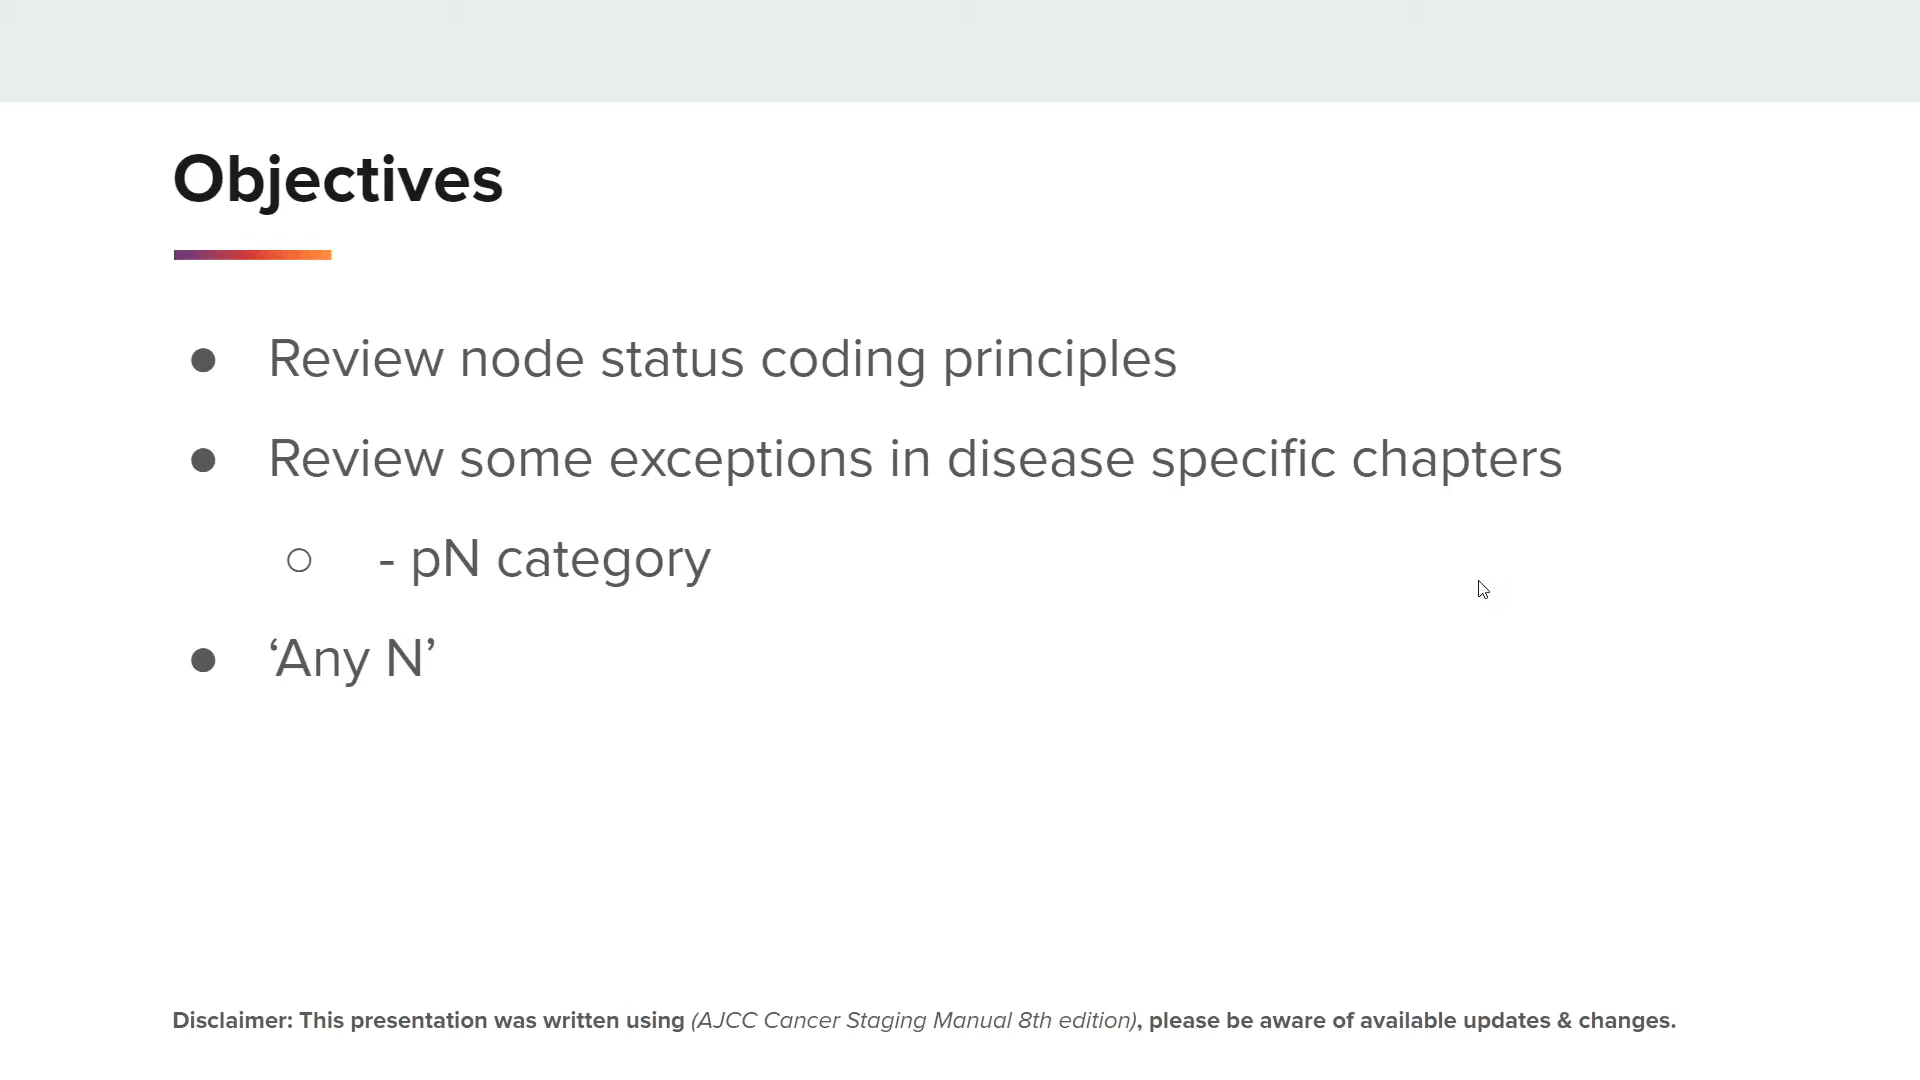 Objectives
● Review node status coding principles
● Review some exceptions in disease specific chapters
○ - pN category
● ‘Any N’
Disclaimer: This presentation was written using (AJCC Cancer Staging Manual 8th edition), please be aware of available updates & changes.